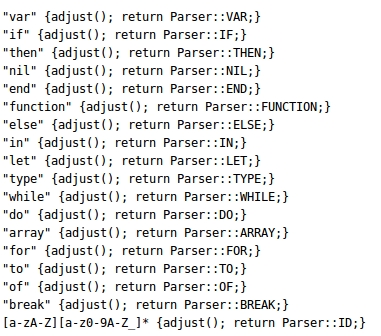 "var" {adjust(); return Parser::VAR;}
"if" {adjust(); return Parser::IF;}
"then" {adjust(); return Parser::THEN;}
"nil" {adjust(); return Parser::NIL;}
"end" {adjust(); return Parser::END;}
"function" {adjust(); return Parser::FUNCTION;}
"else" {adjust(); return Parser::ELSE;}
"in" {adjust(); return Parser::IN;}
"let" {adjust(); return Parser::LET;}
"type" {adjust(); return Parser::TYPE;}
"while" {adjust(); return Parser::WHILE;}
"do" {adjust(); return Parser::DO;}
"array" {adjust(); return Parser::ARRAY;}
"for" {adjust(); return Parser::FOR;}
"to" {adjust(); return Parser::TO;}
"of" {adjust(); return Parser::OF;}
"break" {adjust(); return Parser::BREAK;}
[a-zA-Z][a-z0-9A-Z_]* {adjust(); return Parser::ID;}